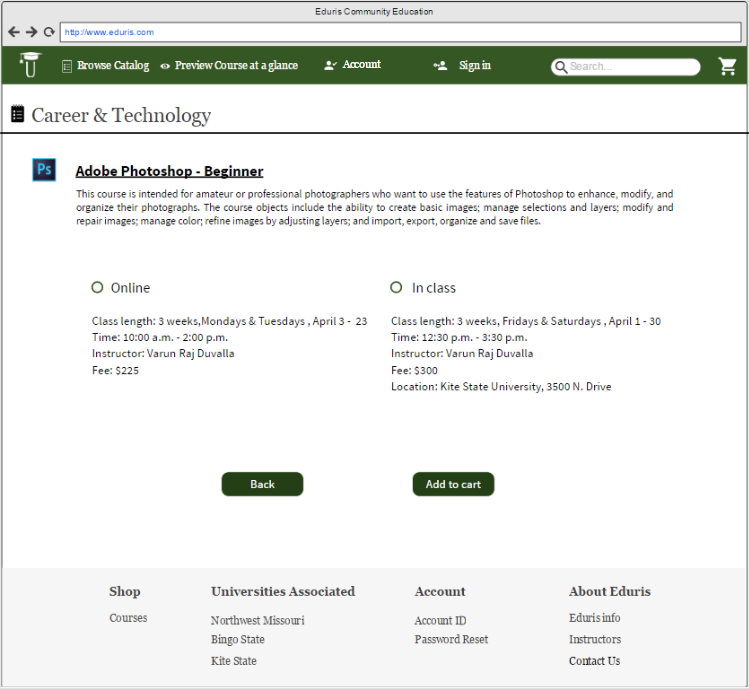 Eduris Community Education
http://www.eduris.com
Browse Catalog Preview Course at a glance Account Sign in Search...
Career & Technology
Ps Adobe Photoshop - Beginner
This course is intended for amateur or professional photographers who want to use the features of Photoshop to enhance, modify, and
organize their photographs. The course objects include the ability to create basic images; manage selections and layers; modify and
repair images; manage color; refine images by adjusting layers; and import, export, organize and save files.
Online
Class length: 3 weeks,Mondays & Tuesdays , April 3 - 23
Time: 10:00 a.m. - 2:00 p.m.
Instructor: Varun Raj Duvalla
Fee: $225
In class
Class length: 3 weeks, Fridays & Saturdays , April 1 - 30
Time: 12:30 p.m. - 3:30 p.m.
Instructor: Varun Raj Duvalla
Fee: $300
Location: Kite State University, 3500 N. Drive
Back Add to cart
Shop
Courses
Universities Associated
Northwest Missouri
Bingo State
Kite State
Account
Account ID
Password Reset
About Eduris
Eduris info
Instructors
Contact Us